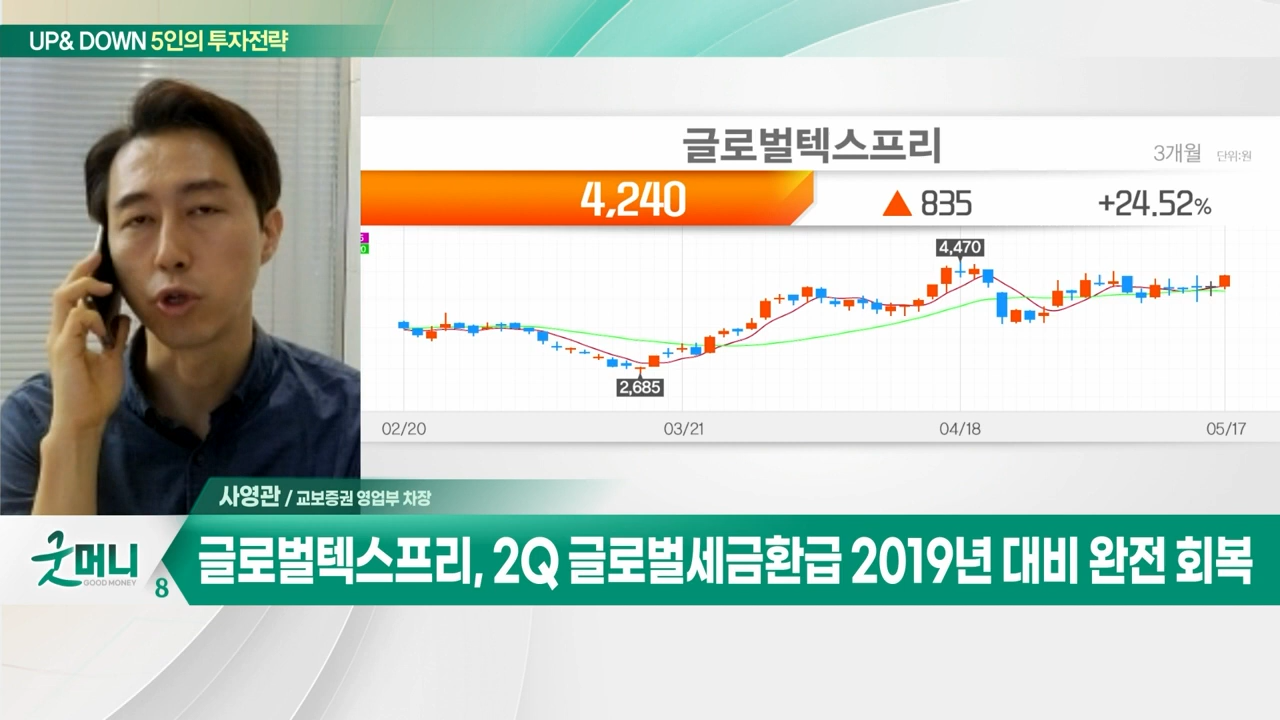 UP& DOWN 5인의 투자전략
글로벌텍스프리
3개월 단위:원
4,240 ▲ 835 +24.52%
4,470
2,685
02/20 03/21 04/18 05/17
사영관 / 교보증권 영업부 차장
굿머니
GOOD MONEY
8
글로벌텍스프리, 2Q 글로벌세금환급 2019년 대비 완전 회복